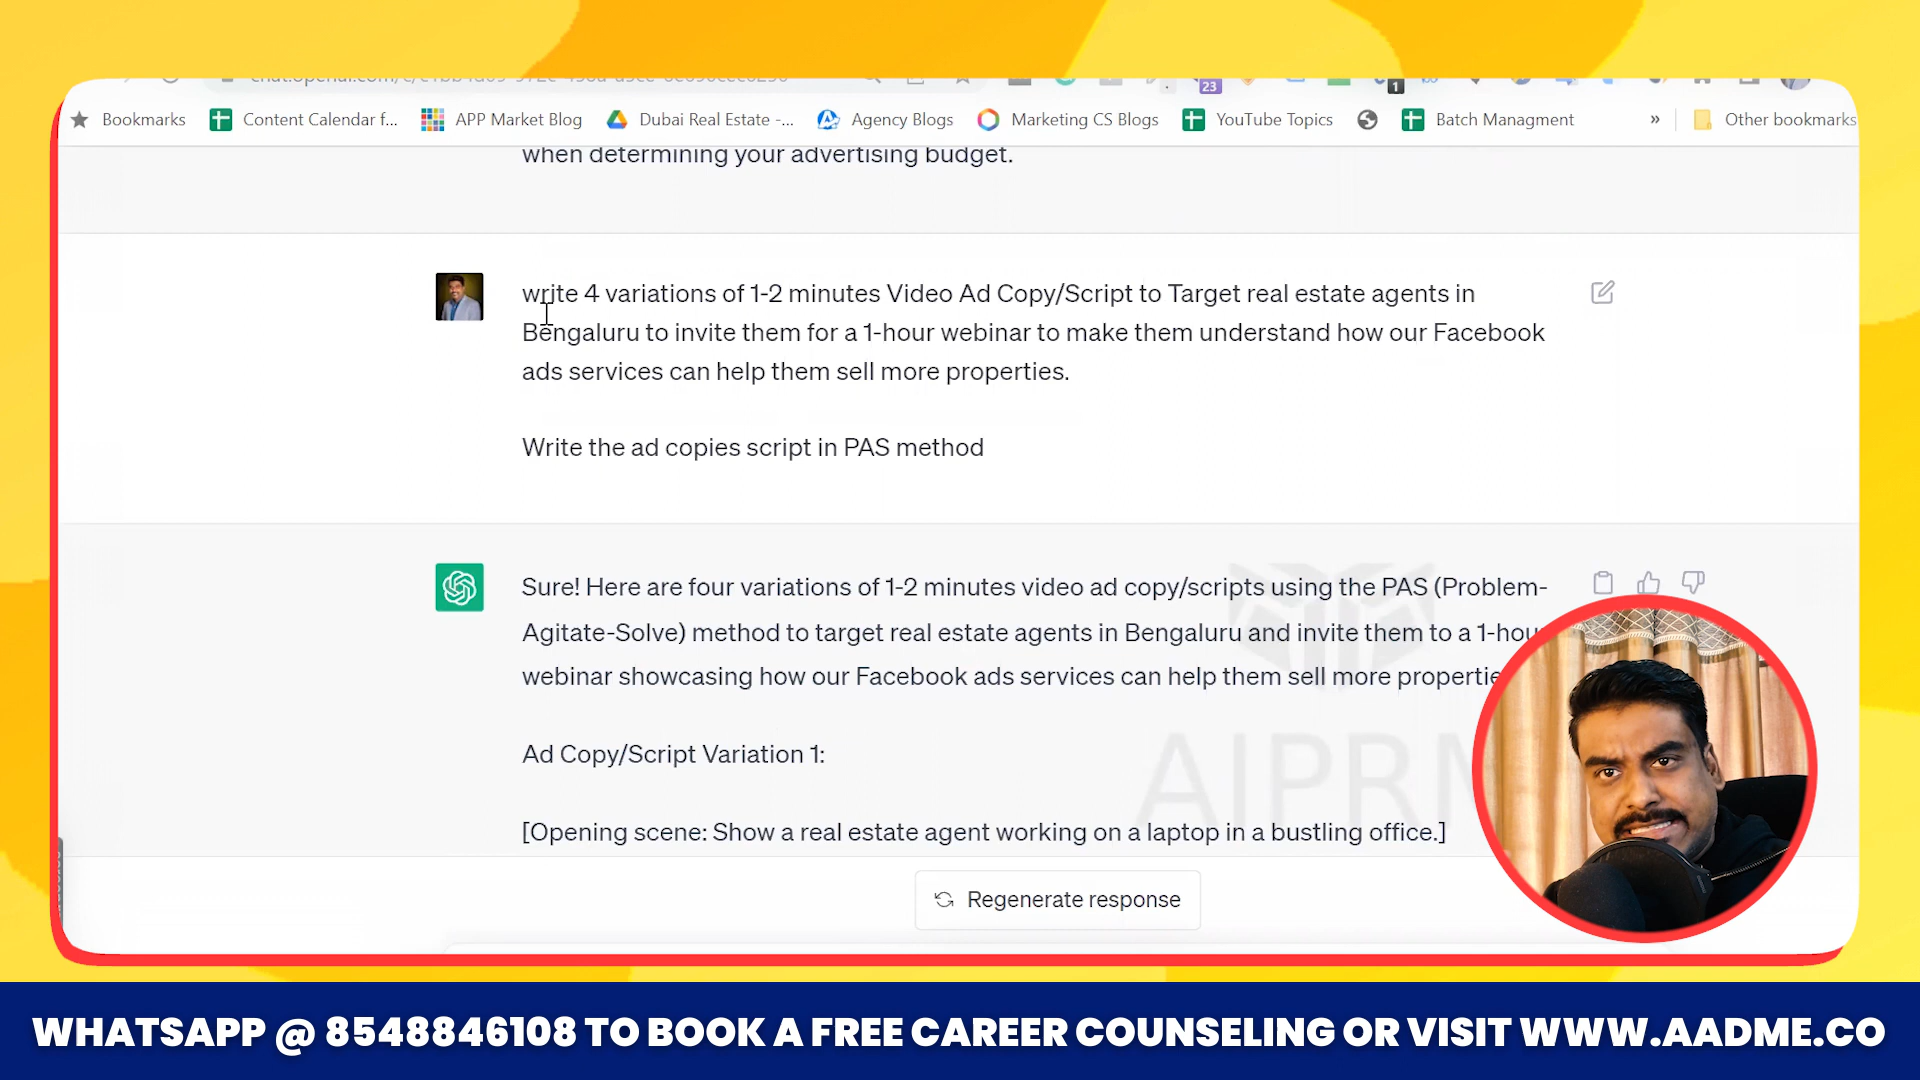 Bookmarks Content Calendar f... APP Market Blog Dubai Real Estate -... Agency Blogs Marketing CS Blogs YouTube Topics Batch Managment » Other bookmarks
23
1
when determining your advertising budget.
write 4 variations of 1-2 minutes Video Ad Copy/Script to Target real estate agents in
Bengaluru to invite them for a 1-hour webinar to make them understand how our Facebook
ads services can help them sell more properties.
Write the ad copies script in PAS method
Sure! Here are four variations of 1-2 minutes video ad copy/scripts using the PAS (Problem-
Agitate-Solve) method to target real estate agents in Bengaluru and invite them to a 1-hou
webinar showcasing how our Facebook ads services can help them sell more propertie
Ad Copy/Script Variation 1:
AIPRM
[Opening scene: Show a real estate agent working on a laptop in a bustling office.]
Regenerate response
WHATSAPP @ 8548846108 TO BOOK A FREE CAREER COUNSELING OR VISIT WWW.AADME.CO